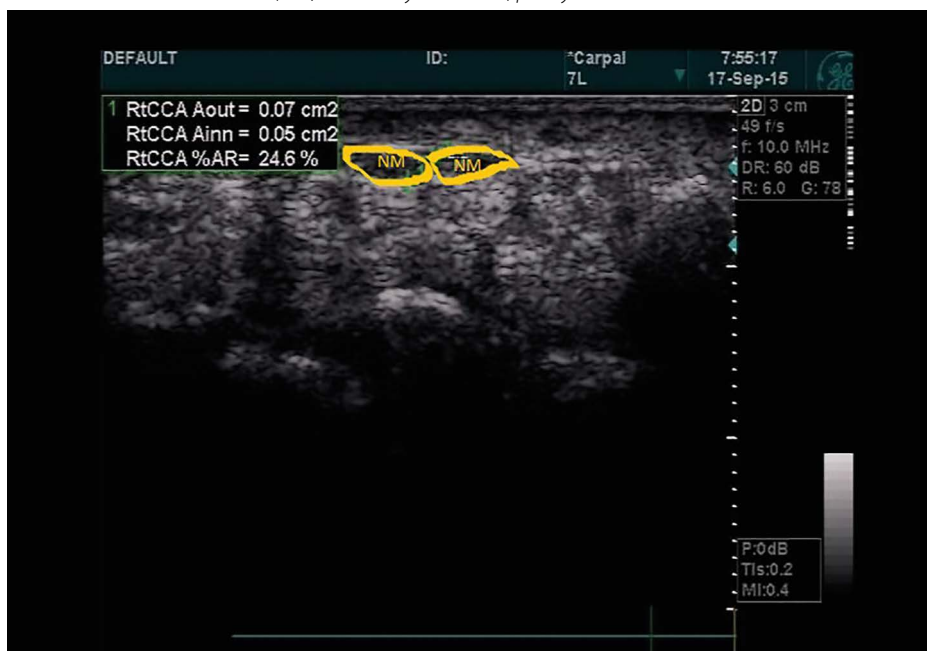 DEFAULT ID: *Carpal 7:55:17
7L 17-Sep-15
1 RtCCA Aout = 0.07 cm2
RtCCA Ainn = 0.05 cm2
RtCCA %AR= 24.6 %
NM NM
2D 3 cm
49 f/s
f: 10.0 MHz
DR: 60 dB
R: 6.0 G: 78
P:0dB
TIs:0.2
MI:0.4